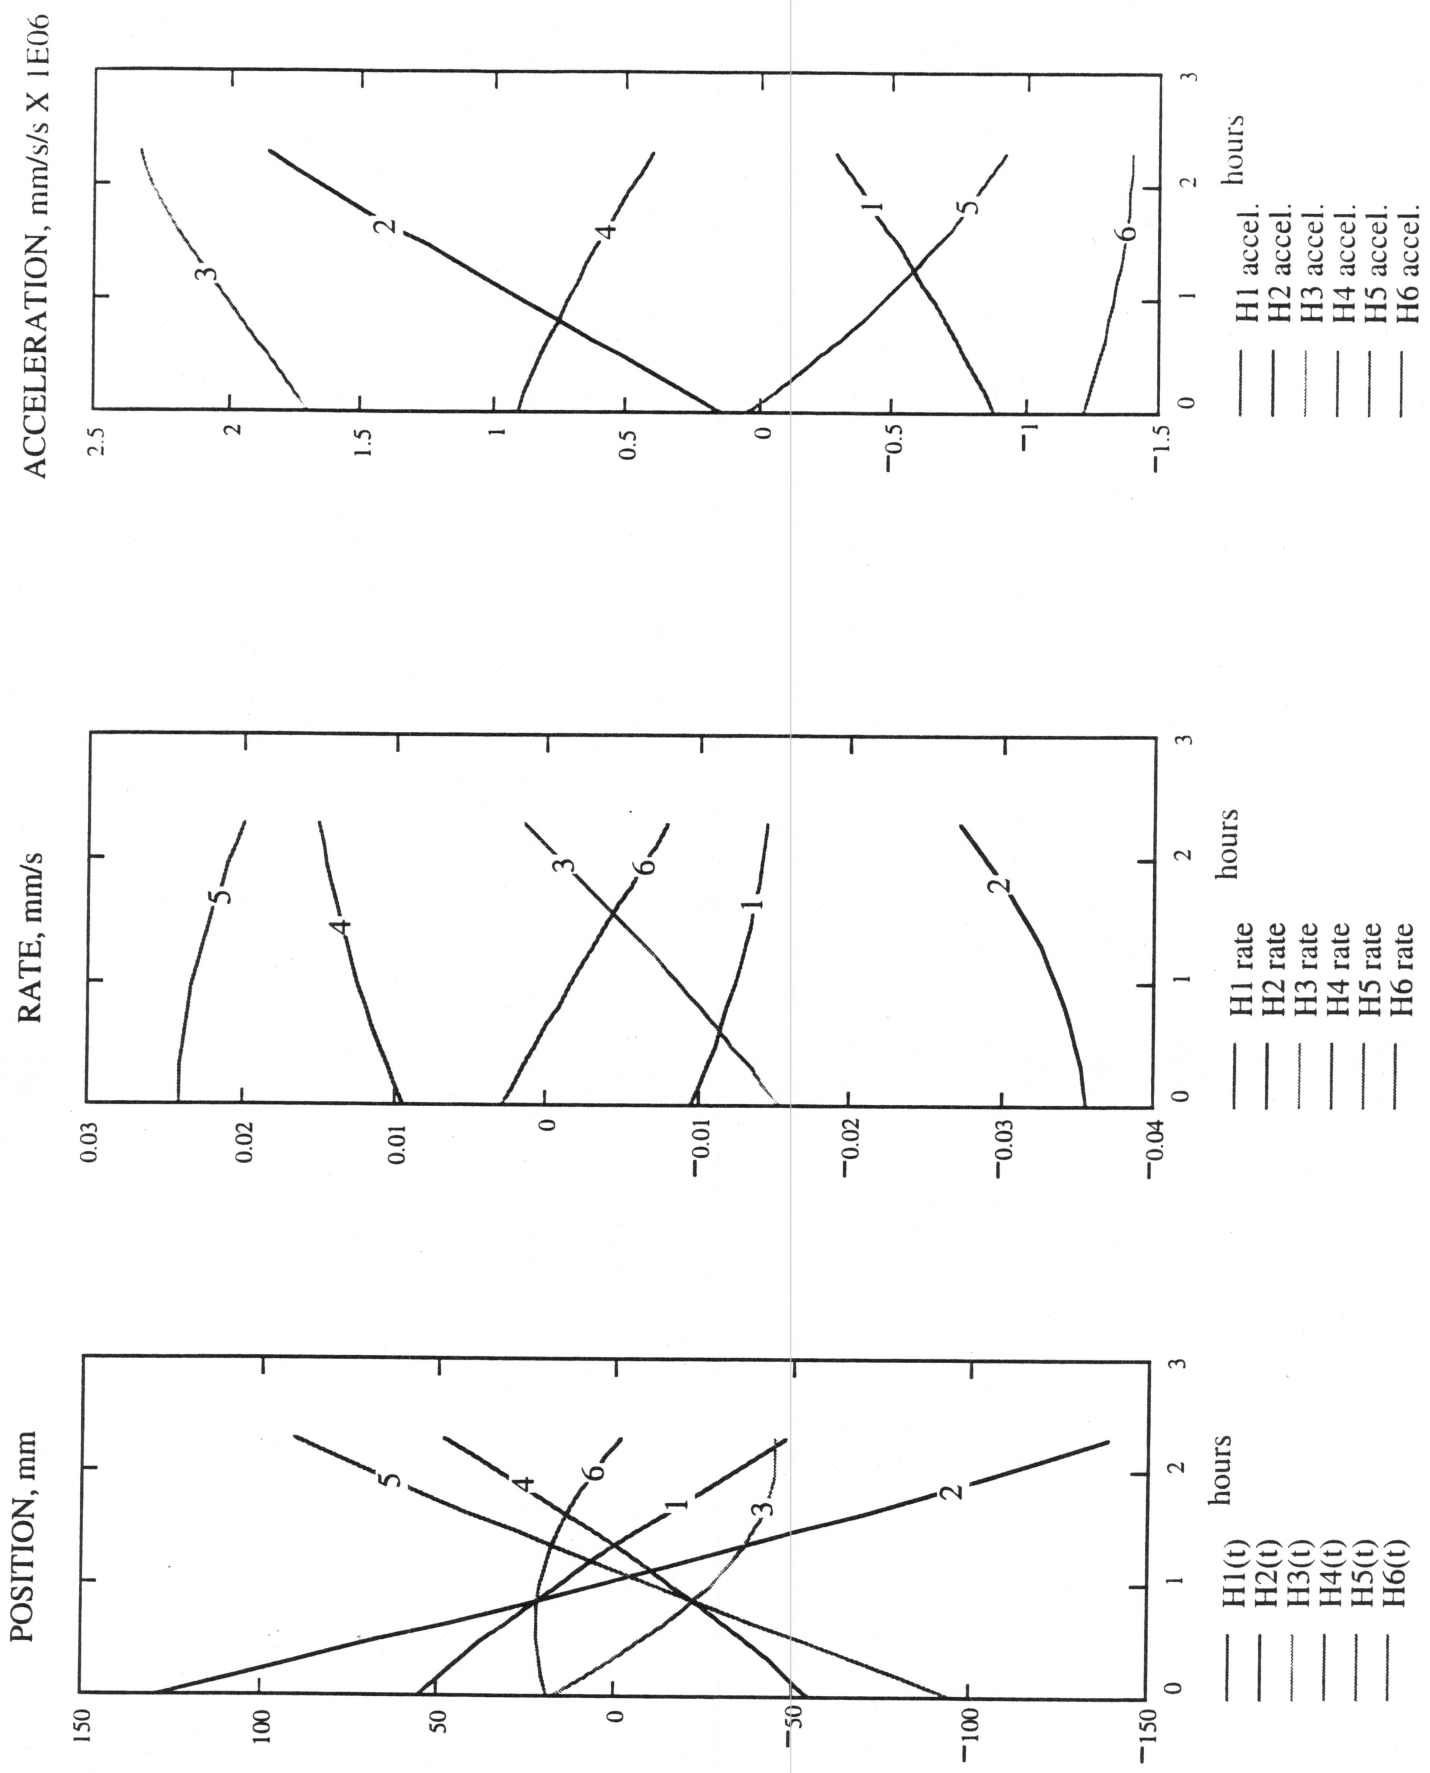 POSITION, mm
150
100
50
0
−50
−100
−150
0
1
2
3
hours
5
4
6
1
3
2
H1(t)
H2(t)
H3(t)
H4(t)
H5(t)
H6(t)
RATE, mm/s
0.03
0.02
0.01
0
−0.01
−0.02
−0.03
−0.04
0
1
2
3
hours
5
4
3
6
1
2
H1 rate
H2 rate
H3 rate
H4 rate
H5 rate
H6 rate
ACCELERATION, mm/s/s X 1E06
2.5
2
1.5
1
0.5
0
−0.5
−1
−1.5
0
1
2
3
hours
3
2
4
1
5
6
H1 accel.
H2 accel.
H3 accel.
H4 accel.
H5 accel.
H6 accel.